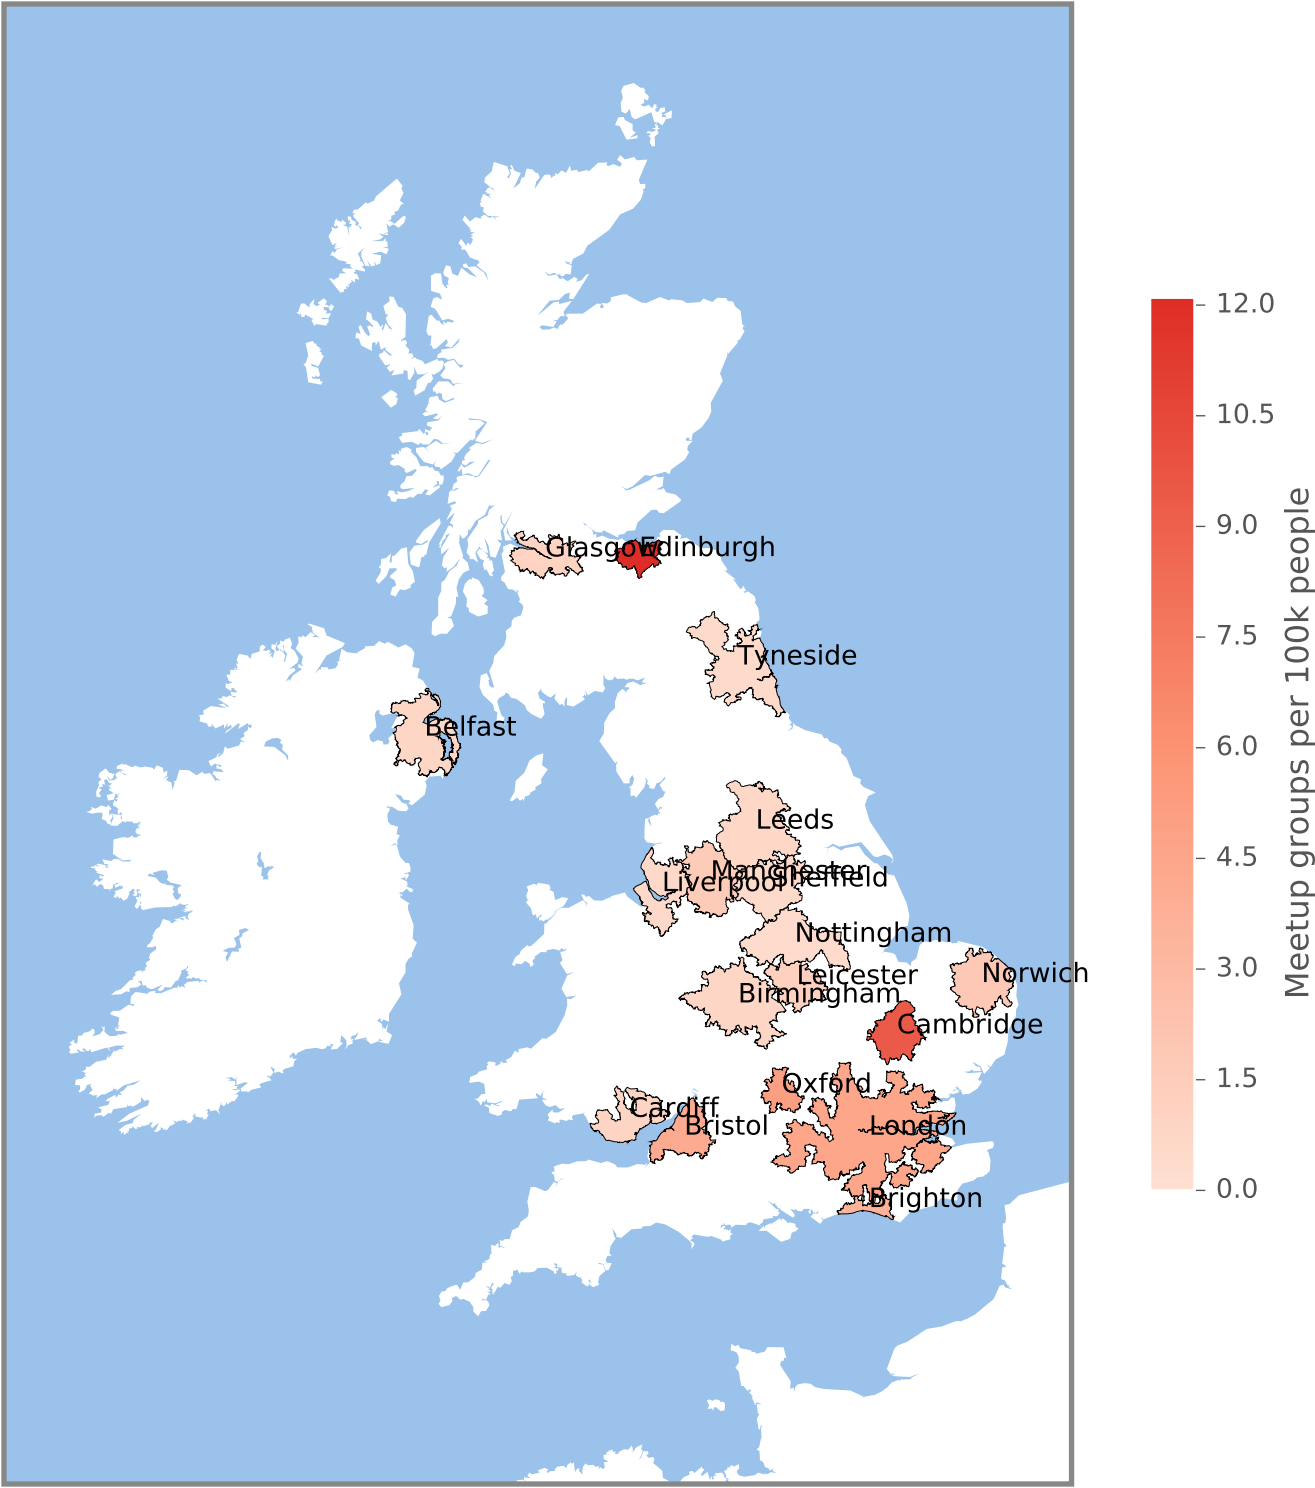 12.0
10.5
9.0
7.5
6.0
4.5
3.0
1.5
0.0
Meetup groups per 100k people
Glasgow
Edinburgh
Tyneside
Belfast
Leeds
Manchester
Sheffield
Liverpool
Nottingham
Norwich
Leicester
Birmingham
Cambridge
Oxford
Cardiff
Bristol
London
Brighton